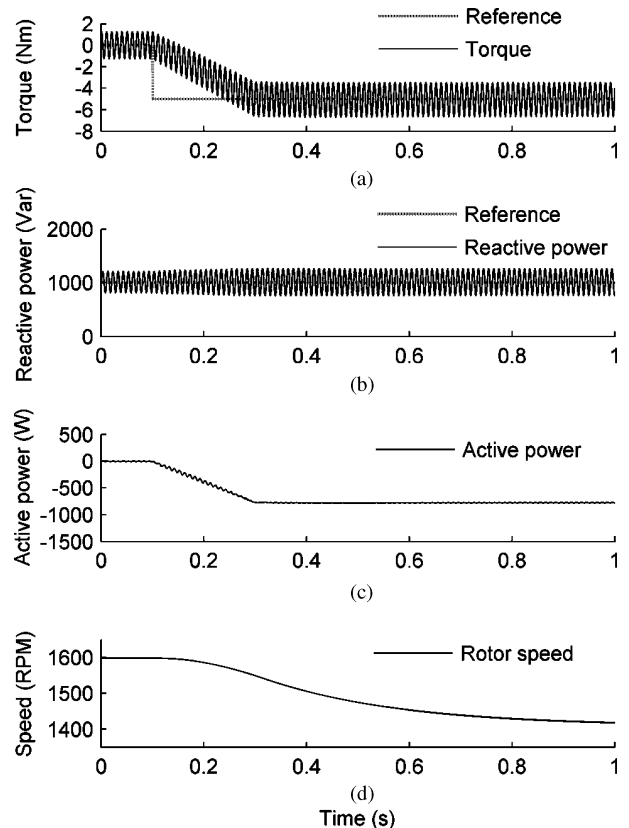 Reference
Torque
Torque (Nm)
2
0
-2
-4
-6
-8
0 0.2 0.4 0.6 0.8 1
(a)
Reference
Reactive power
Reactive power (Var)
2000
1000
0
0 0.2 0.4 0.6 0.8 1
(b)
Active power
Active power (W)
500
0
-500
-1000
-1500
0 0.2 0.4 0.6 0.8 1
(c)
Rotor speed
Speed (RPM)
1600
1500
1400
0 0.2 0.4 0.6 0.8 1
(d)
Time (s)